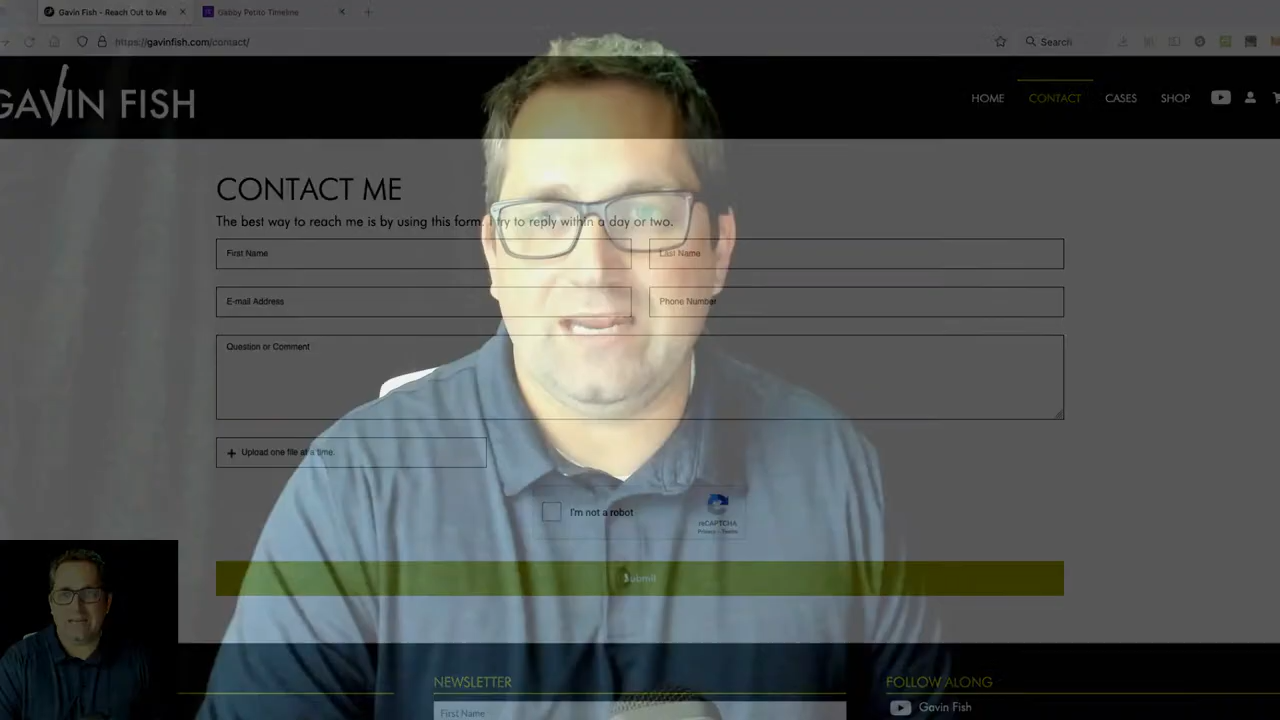 Gavin Fish - Reach Out to Me
Gabby Petito Timeline
https://gavinfish.com/contact/
Search
GAVIN FISH
HOME
CONTACT
CASES
SHOP
CONTACT ME
The best way to reach me is by using this form. I try to reply within a day or two.
First Name
Last Name
E-mail Address
Phone Number
Question or Comment
+ Upload one file at a time.
I'm not a robot
reCAPTCHA
Privacy - Terms
Submit
NEWSLETTER
FOLLOW ALONG
First Name
Gavin Fish